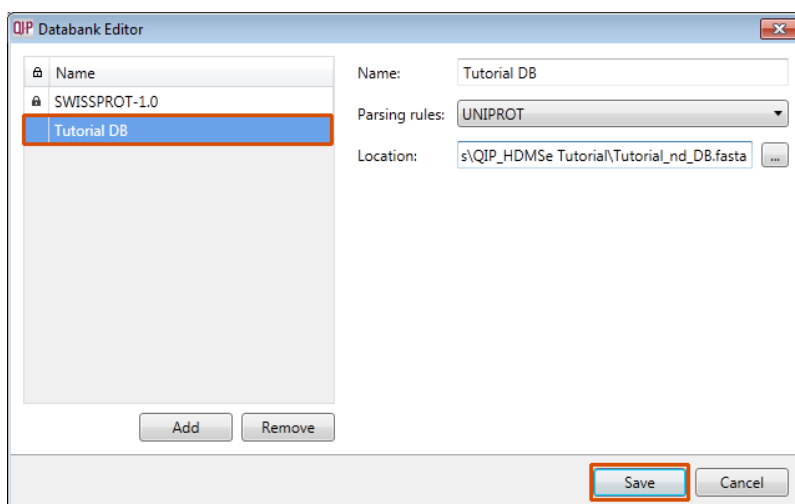 QIP Databank Editor
Name
SWISSPROT-1.0
Tutorial DB
Name: Tutorial DB
Parsing rules: UNIPROT
Location: s\QIP_HDMSe Tutorial\Tutorial_nd_DB.fasta ...
Add Remove
Save Cancel